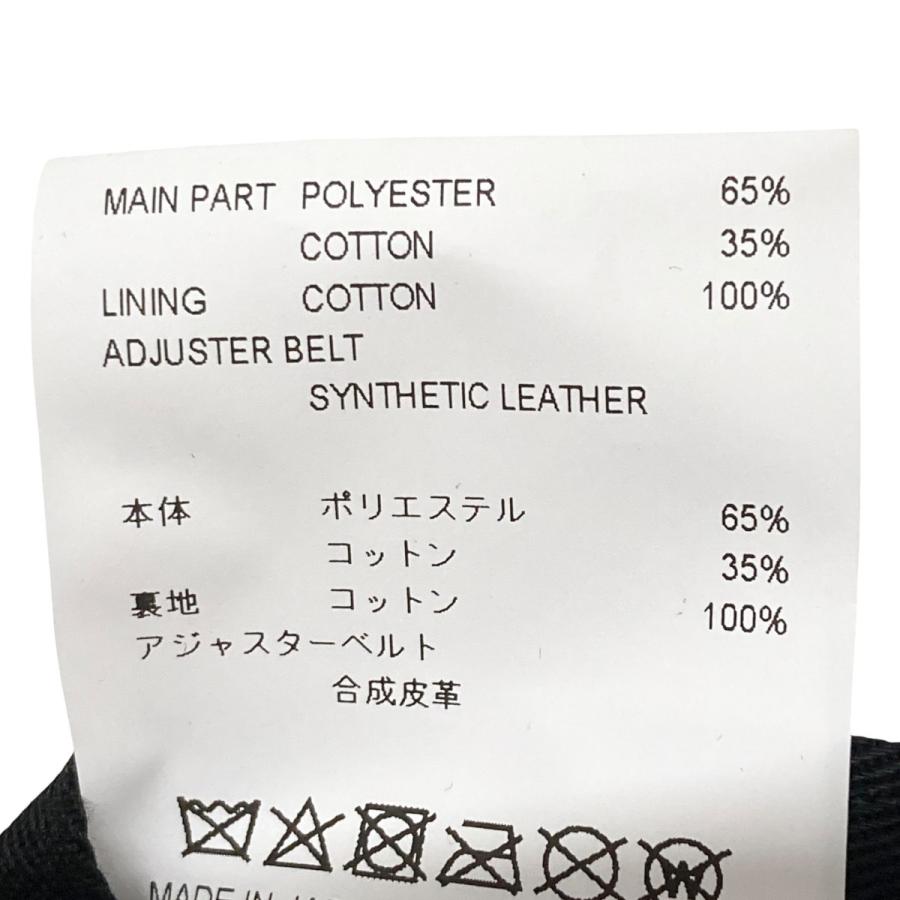 MAIN PART POLYESTER 65%
COTTON 35%
LINING COTTON 100%
ADJUSTER BELT
SYNTHETIC LEATHER
本体 ポリエステル 65%
コットン 35%
裏地 コットン 100%
アジャスターベルト
合成皮革
W
MADE IN